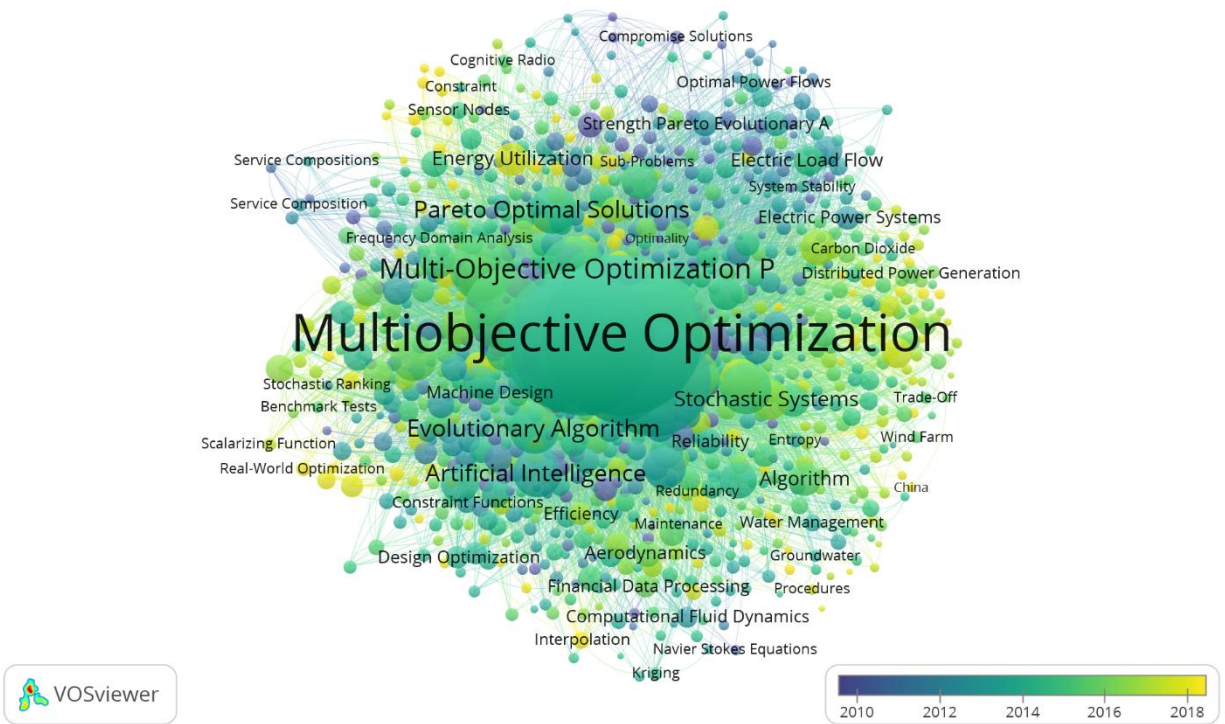 Compromise Solutions
Cognitive Radio
Optimal Power Flows
Constraint
Sensor Nodes
Strength Pareto Evolutionary A
Service Compositions
Energy Utilization
Sub-Problems
Electric Load Flow
System Stability
Service Composition
Pareto Optimal Solutions
Electric Power Systems
Frequency Domain Analysis
Optimality
Carbon Dioxide
Multi-Objective Optimization P
Distributed Power Generation
Multiobjective Optimization
Stochastic Ranking
Machine Design
Stochastic Systems
Trade-Off
Benchmark Tests
Evolutionary Algorithm
Reliability
Entropy
Wind Farm
Scalarizing Function
Real-World Optimization
Artificial Intelligence
Algorithm
China
Redundancy
Constraint Functions
Efficiency
Maintenance
Water Management
Design Optimization
Aerodynamics
Groundwater
Financial Data Processing
Procedures
Computational Fluid Dynamics
Interpolation
Navier Stokes Equations
Kriging
VOSviewer
2010 2012 2014 2016 2018